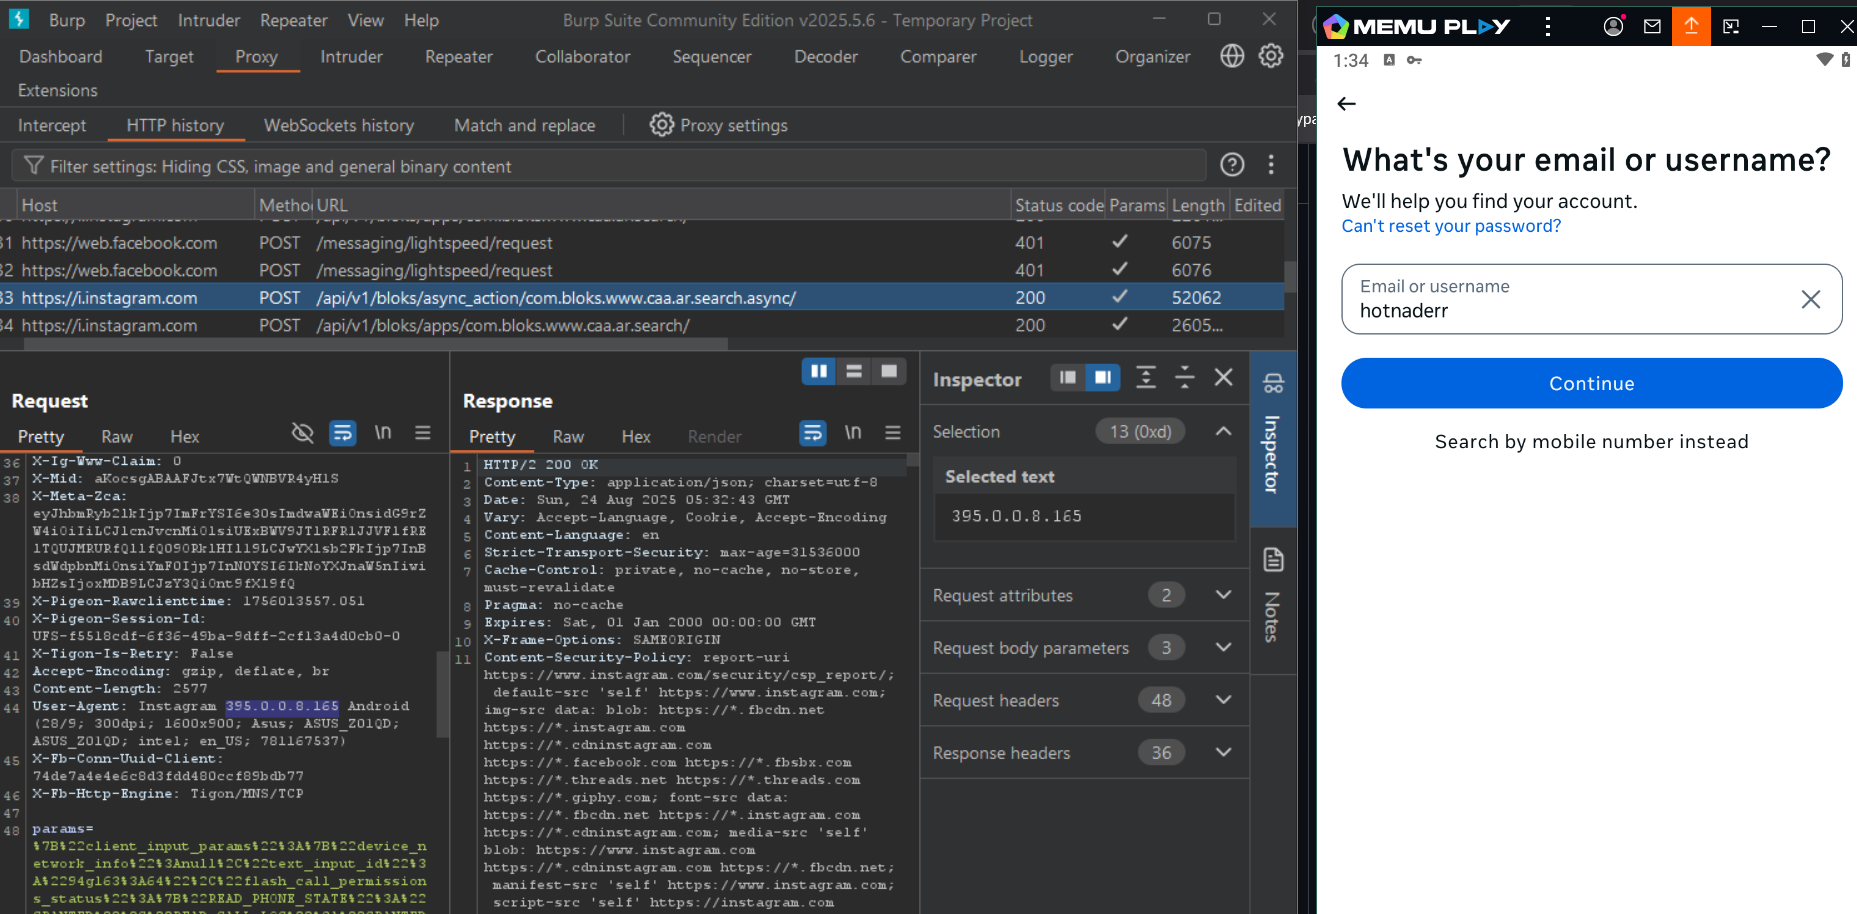 Burp Project Intruder Repeater View Help Burp Suite Community Edition v2025.5.6 - Temporary Project
Dashboard Target Proxy Intruder Repeater Collaborator Sequencer Decoder Comparer Logger Organizer
Extensions
Intercept HTTP history WebSockets history Match and replace Proxy settings
Filter settings: Hiding CSS, image and general binary content
Host Metho URL Status code Params Length Edited
31 https://web.facebook.com POST /messaging/lightspeed/request 401 ✓ 6075
32 https://web.facebook.com POST /messaging/lightspeed/request 401 ✓ 6076
33 https://i.instagram.com POST /api/v1/bloks/async_action/com.bloks.www.caa.ar.search.async/ 200 ✓ 52062
34 https://i.instagram.com POST /api/v1/bloks/apps/com.bloks.www.caa.ar.search/ 200 ✓ 2605...
Request
Pretty Raw Hex \n
36 X-Ig-Www-Claim: 0
37 X-Mid: aKocsgABAAFJtx7WtQWNBVR4yH1S
38 X-Meta-Zca:
39 X-Pigeon-Rawclienttime: 1756013557.051
40 X-Pigeon-Session-Id:
UFS-f5518cdf-6f36-49ba-9dff-2cf13a4d0cb0-0
41 X-Tigon-Is-Retry: False
42 Accept-Encoding: gzip, deflate, br
43 Content-Length: 2577
44 User-Agent: Instagram 395.0.0.8.165 Android
(28/9; 300dpi; 1600x900; Asus; ASUS_Z01QD;
ASUS_Z01QD; intel; en_US; 781167537)
45 X-Fb-Conn-Uuid-Client:
74de7a4e4e6c8d3fdd480ccf89bdb77
46 X-Fb-Http-Engine: Tigon/MNS/TCP
47
48 params=
%7B%22client_input_params%22%3A%7B%22device_n
etwork_info%22%3Anull%2C%22text_input_id%22%3
A%2294gl63%3A64%22%2C%22flash_call_permission
s_status%22%3A%7B%22READ_PHONE_STATE%22%3A%22
Response
Pretty Raw Hex Render \n
1 HTTP/2 200 OK
2 Content-Type: application/json; charset=utf-8
3 Date: Sun, 24 Aug 2025 05:32:43 GMT
4 Vary: Accept-Language, Cookie, Accept-Encoding
5 Content-Language: en
6 Strict-Transport-Security: max-age=31536000
7 Cache-Control: private, no-cache, no-store,
must-revalidate
8 Pragma: no-cache
9 Expires: Sat, 01 Jan 2000 00:00:00 GMT
10 X-Frame-Options: SAMEORIGIN
11 Content-Security-Policy: report-uri
https://www.instagram.com/security/csp_report/;
default-src 'self' https://www.instagram.com;
img-src data: blob: https://*.fbcdn.net
https://*.instagram.com
https://*.cdninstagram.com
https://*.facebook.com https://*.fbsbx.com
https://*.threads.net https://*.threads.com
https://*.giphy.com; font-src data:
https://*.fbcdn.net https://*.instagram.com
https://*.cdninstagram.com; media-src 'self'
blob: https://www.instagram.com
https://*.cdninstagram.com https://*.fbcdn.net;
manifest-src 'self' https://www.instagram.com;
script-src 'self' https://instagram.com
Inspector
Selection 13 (0xd)
Selected text
395.0.0.8.165
Request attributes 2
Request body parameters 3
Request headers 48
Response headers 36
Inspector
Notes
MEMU PLAY
1:34
What's your email or username?
We'll help you find your account.
Can't reset your password?
Email or username
hotnaderr
Continue
Search by mobile number instead